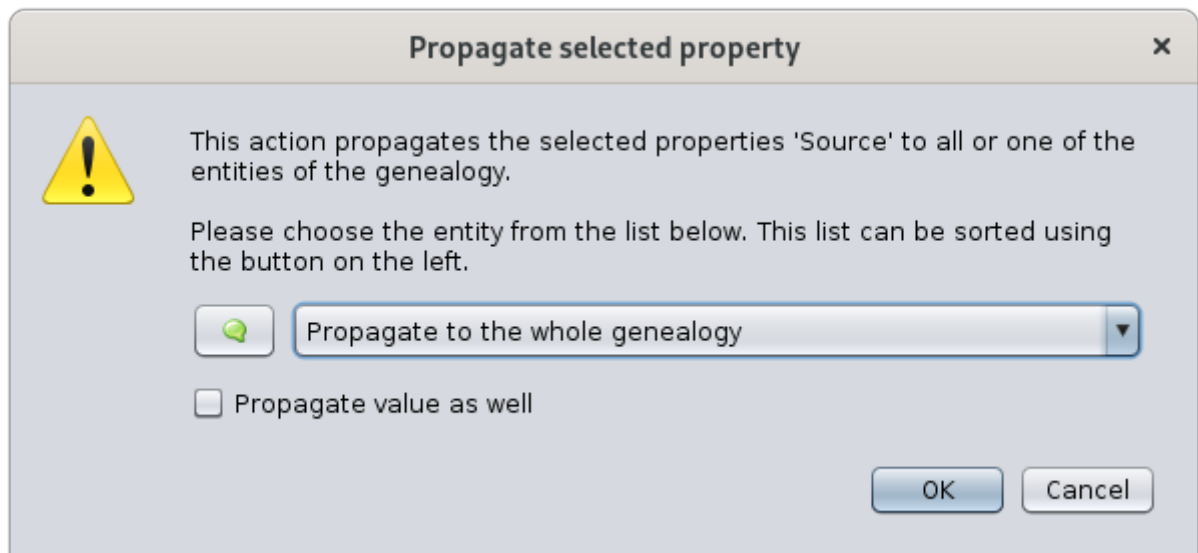 Propagate selected property
This action propagates the selected properties 'Source' to all or one of the
entities of the genealogy.
Please choose the entity from the list below. This list can be sorted using
the button on the left.
Propagate to the whole genealogy
Propagate value as well
OK Cancel